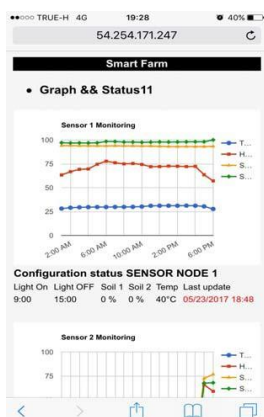 TRUE-H 4G 19:28 40%
54.254.171.247
Smart Farm
Graph && Status11
Sensor 1 Monitoring
100
75
50
25
0
T...
H...
S...
S...
2:00 AM 6:00 AM 10:00 AM 2:00 PM 6:00 PM
Configuration status SENSOR NODE 1
Light On Light OFF Soil 1 Soil 2 Temp Last update
9:00 15:00 0 % 0 % 40°C 05/23/2017 18:48
Sensor 2 Monitoring
100
75
T...
H...
S...
S...